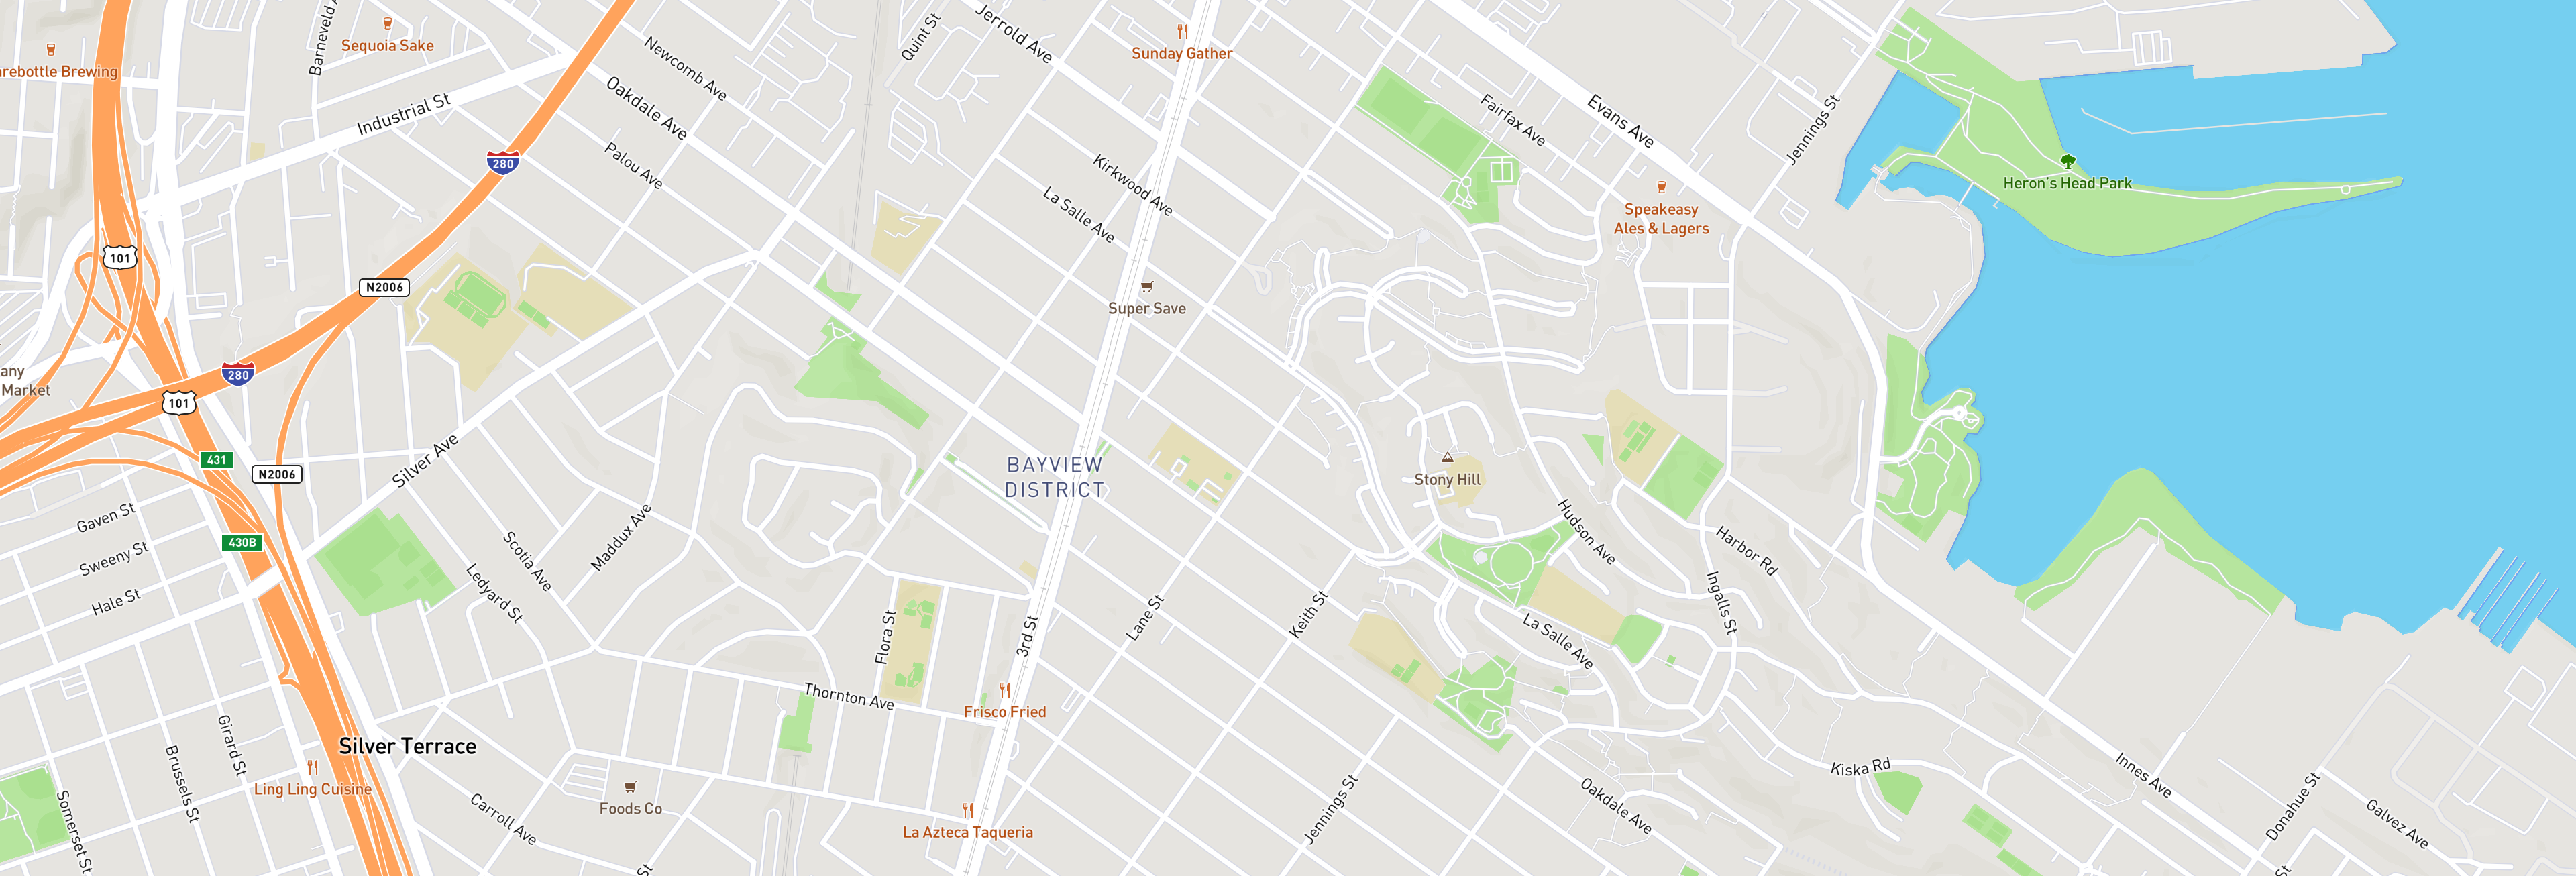 Barneveld A
Sequoia Sake
arebottle Brewing
Industrial St
Newcomb Ave
Oakdale Ave
Palou Ave
280
Quint St
Jerrold Ave
Sunday Gather
Kirkwood Ave
La Salle Ave
Fairfax Ave
Evans Ave
Jennings St
Speakeasy
Ales & Lagers
Heron's Head Park
101
N2006
Super Save
280
101
any
Market
431
N2006
Silver Ave
BAYVIEW
DISTRICT
Stony Hill
Gaven St
Sweeny St
Hale St
430B
Scotia Ave
Maddux Ave
Ledyard St
Hudson Ave
Harbor Rd
Ingalls St
La Salle Ave
Flora St
3rd St
Lane St
Keith St
Thornton Ave
Frisco Fried
Girard St
Brussels St
Somerset St
Silver Terrace
Ling Ling Cuisine
Foods Co
Carroll Ave
La Azteca Taqueria
Jennings St
Oakdale Ave
Kiska Rd
Innes Ave
Donahue St
Galvez Ave
St
St